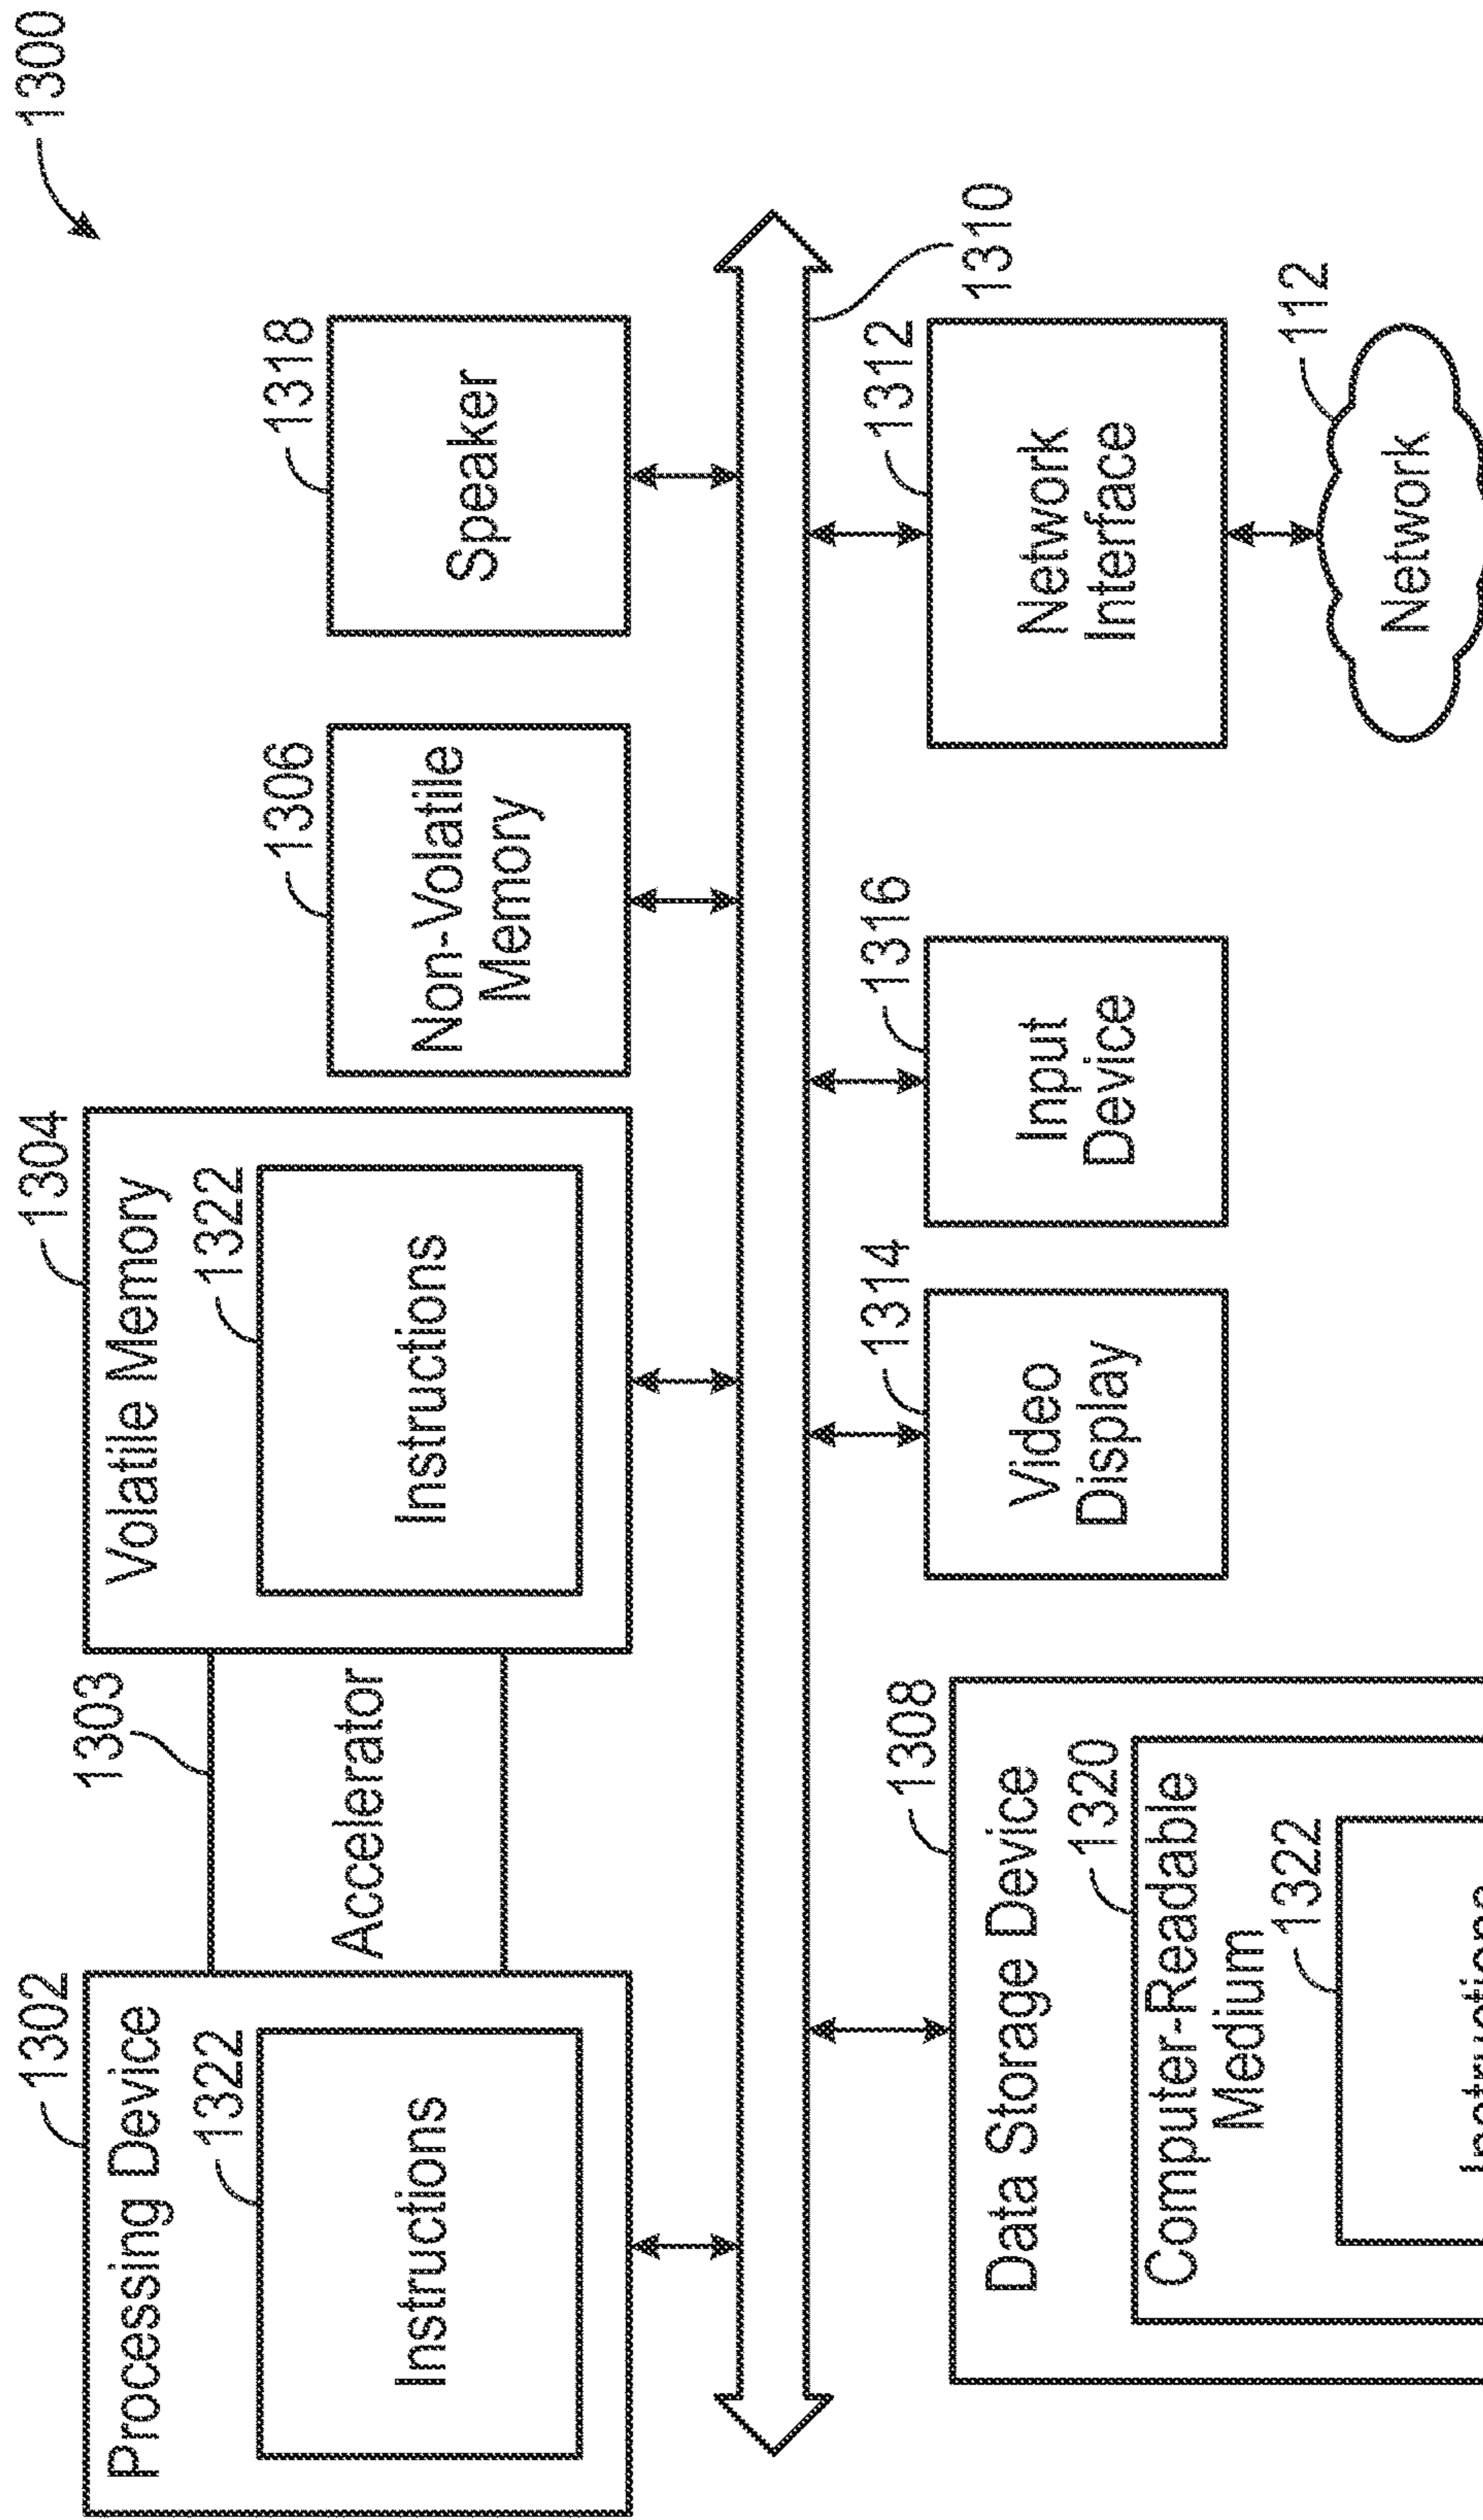 1300
1302
Processing Device
1322
Instructions
1303
Accelerator
1304
Volatile Memory
1322
Instructions
1306
Non-Volatile
Memory
1318
Speaker
1310
1308
Data Storage Device
1320
Computer-Readable
Medium
1322
1314
Video
Display
1316
Input
Device
1312
Network
Interface
112
Network